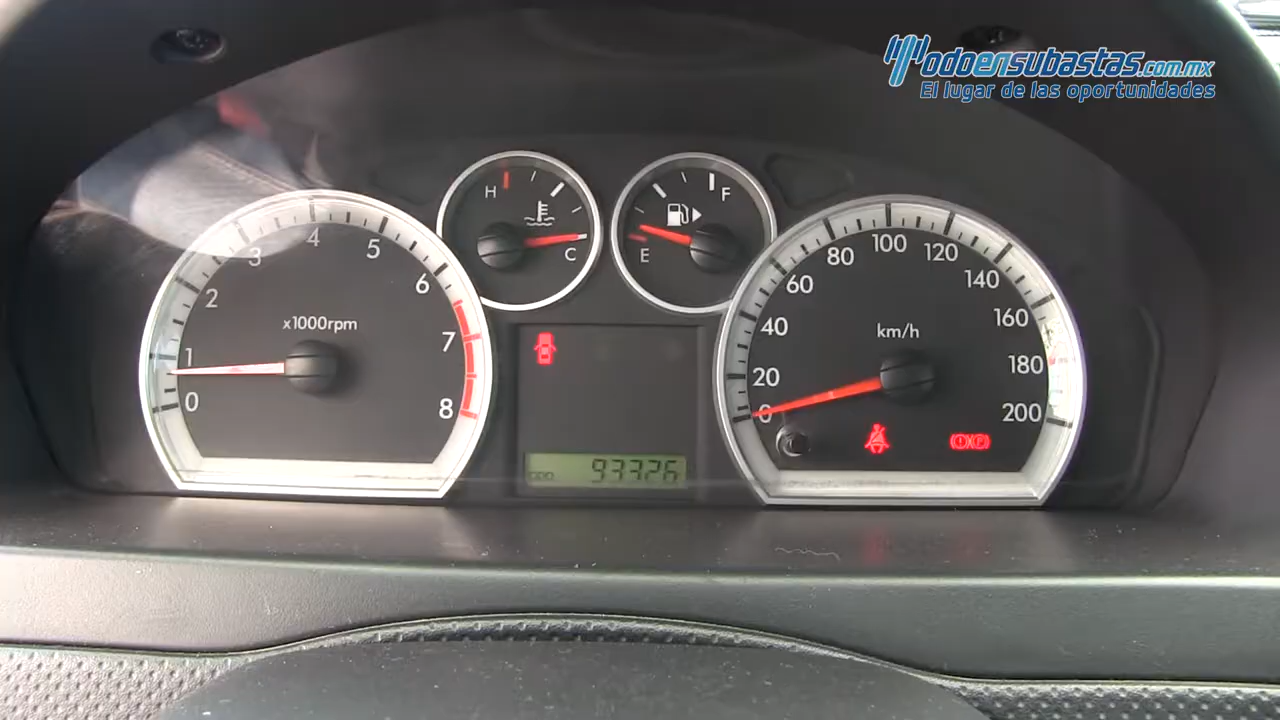 Todoensubastas.com.mx
El lugar de las oportunidades
H
C
F
E
0
1
2
3
4
5
6
7
8
x1000rpm
0
20
40
60
80
100
120
140
160
180
200
km/h
ODO 93326
P